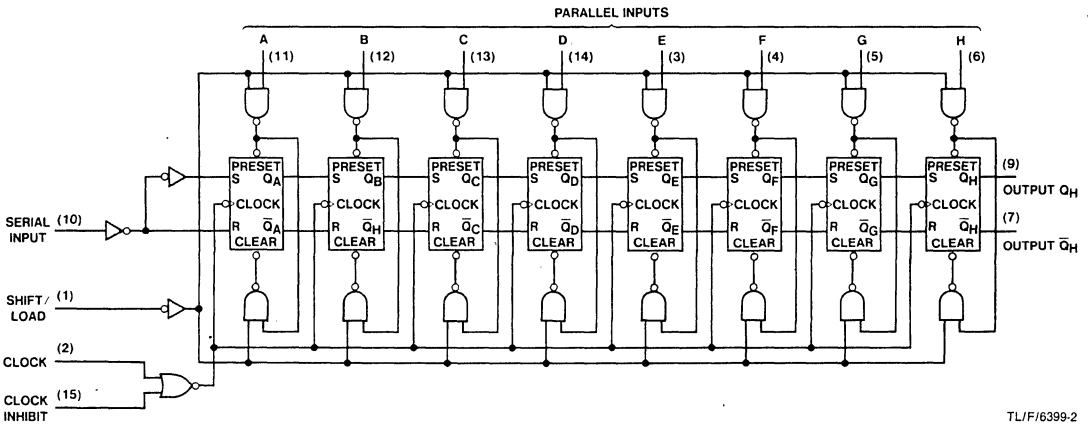 PARALLEL INPUTS
A B C D E F G H
(11) (12) (13) (14) (3) (4) (5) (6)
PRESET PRESET PRESET PRESET PRESET PRESET PRESET PRESET
S QA S QB S QC S QD S QE S QF S QG S QH
(9)
OUTPUT QH
CLOCK CLOCK CLOCK CLOCK CLOCK CLOCK CLOCK CLOCK
R Q̅A R Q̅H R Q̅C R Q̅D R Q̅E R Q̅F R Q̅G R Q̅H
(7)
OUTPUT Q̅H
CLEAR CLEAR CLEAR CLEAR CLEAR CLEAR CLEAR CLEAR
SERIAL (10)
INPUT
SHIFT/ (1)
LOAD
(2)
CLOCK
CLOCK (15)
INHIBIT
TL/F/6399-2